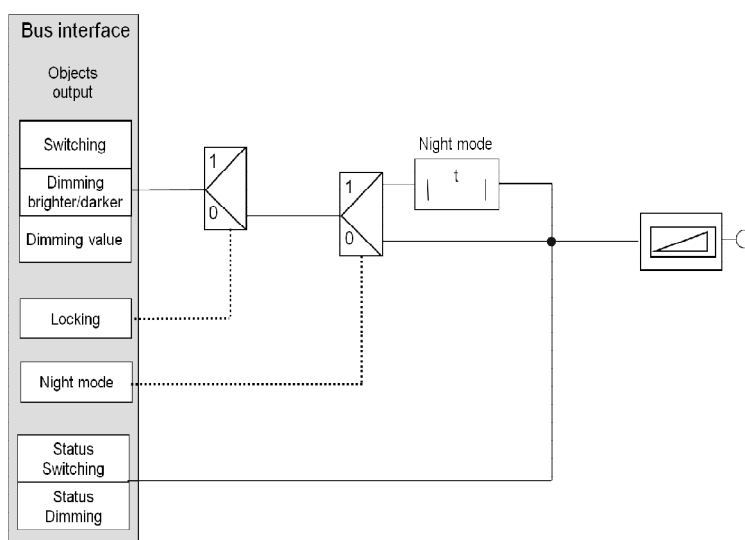 Bus interface
Objects
output
Switching
Dimming
brighter/darker
Dimming value
Locking
Night mode
Status
Switching
Status
Dimming
1
0
1
0
Night mode
t